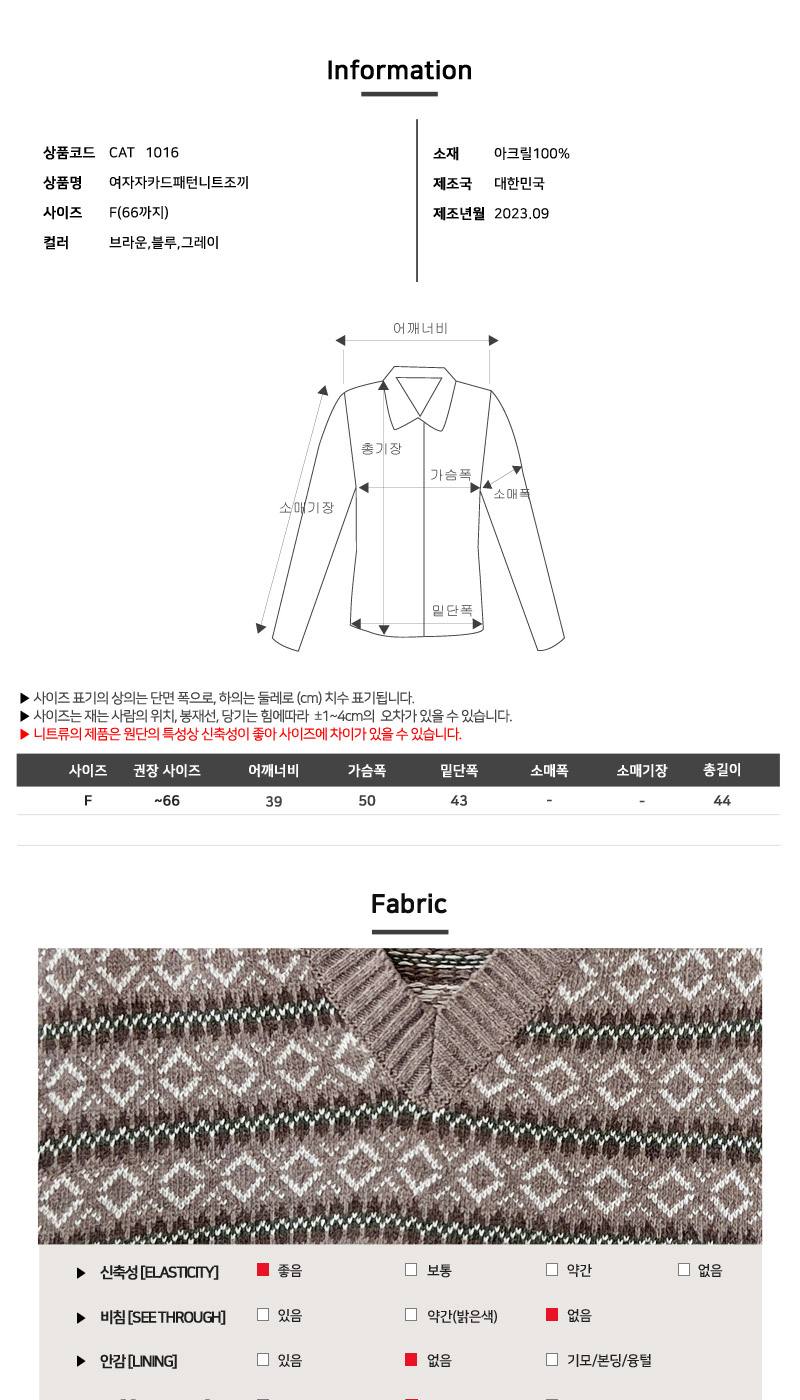 Information
상품코드 CAT 1016
상품명 여자자카드패턴니트조끼
사이즈 F(66까지)
컬러 브라운,블루,그레이
소재 아크릴100%
제조국 대한민국
제조년월 2023.09
어깨너비
총기장
가슴폭
소매폭
소매기장
밑단폭
▶ 사이즈 표기의 상의는 단면 폭으로, 하의는 둘레로 (cm) 치수 표기됩니다.
▶ 사이즈는 재는 사람의 위치, 봉재선, 당기는 힘에따라 ±1~4cm의 오차가 있을 수 있습니다.
▶ 니트류의 제품은 원단의 특성상 신축성이 좋아 사이즈에 차이가 있을 수 있습니다.
사이즈 권장 사이즈 어깨너비 가슴폭 밑단폭 소매폭 소매기장 총길이
F ~66 39 50 43 - - 44
Fabric
▶ 신축성 [ELASTICITY] 좋음 보통 약간 없음
▶ 비침 [SEE THROUGH] 있음 약간(밝은색) 없음
▶ 안감 [LINING] 있음 없음 기모/본딩/융털